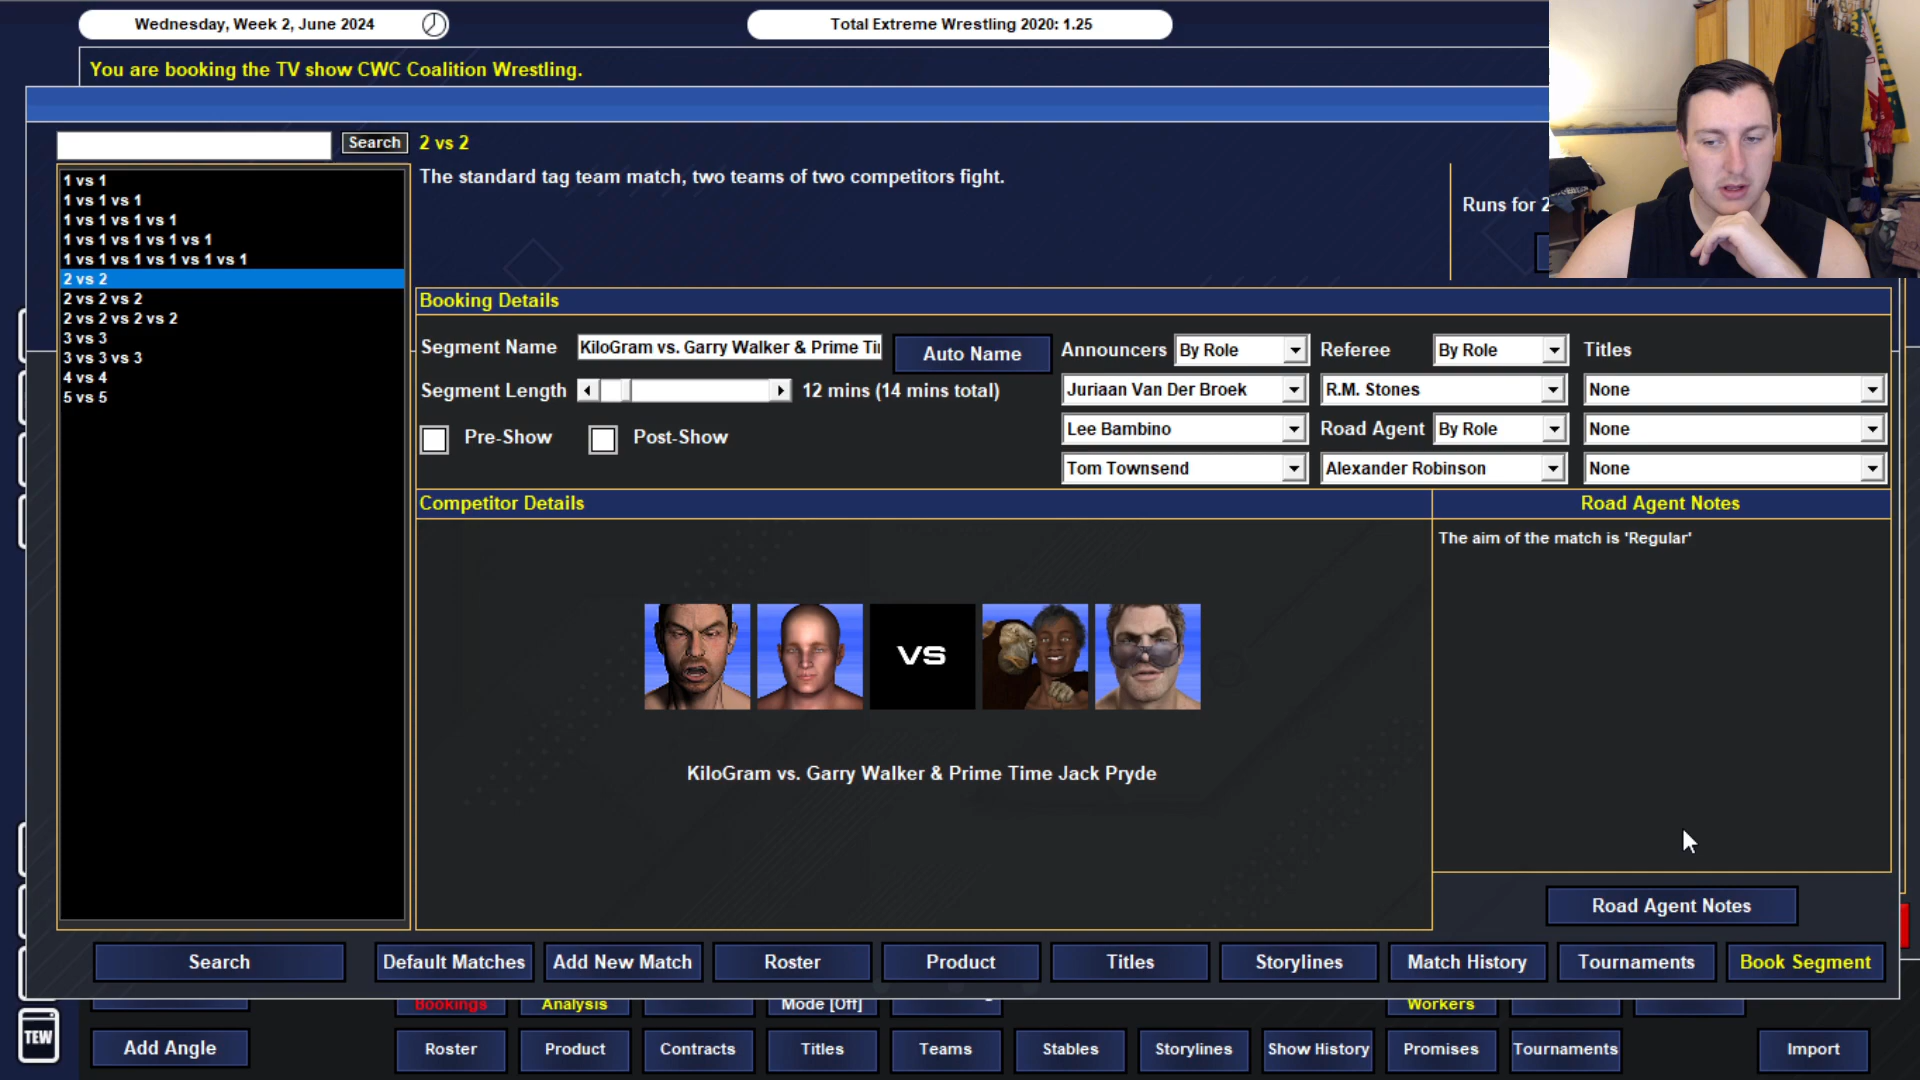 Wednesday, Week 2, June 2024
Total Extreme Wrestling 2020: 1.25
You are booking the TV show CWC Coalition Wrestling.
Search
2 vs 2
The standard tag team match, two teams of two competitors fight.
Runs for 2
1 vs 1
1 vs 1 vs 1
1 vs 1 vs 1 vs 1
1 vs 1 vs 1 vs 1 vs 1
1 vs 1 vs 1 vs 1 vs 1 vs 1
2 vs 2
2 vs 2 vs 2
2 vs 2 vs 2 vs 2
3 vs 3
3 vs 3 vs 3
4 vs 4
5 vs 5
Booking Details
Segment Name
KiloGram vs. Garry Walker & Prime Ti
Auto Name
Announcers
By Role
Referee
By Role
Titles
Segment Length
12 mins (14 mins total)
Juriaan Van Der Broek
R.M. Stones
None
Pre-Show
Post-Show
Lee Bambino
Road Agent
By Role
None
Tom Townsend
Alexander Robinson
None
Competitor Details
Road Agent Notes
The aim of the match is 'Regular'
VS
KiloGram vs. Garry Walker & Prime Time Jack Pryde
Road Agent Notes
Search
Default Matches
Add New Match
Roster
Product
Titles
Storylines
Match History
Tournaments
Book Segment
Bookings
Analysis
Mode [Off]
Workers
TEW
Add Angle
Roster
Product
Contracts
Titles
Teams
Stables
Storylines
Show History
Promises
Tournaments
Import